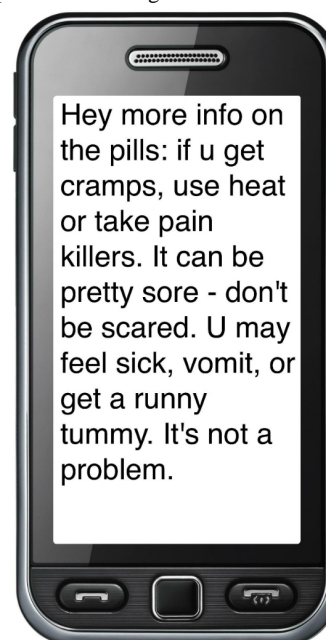 Hey more info on
the pills: if u get
cramps, use heat
or take pain
killers. It can be
pretty sore - don't
be scared. U may
feel sick, vomit, or
get a runny
tummy. It's not a
problem.